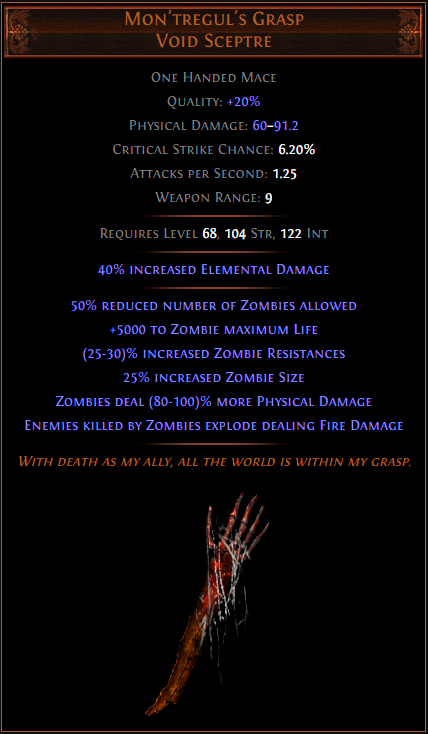 Mon'tregul's Grasp
Void Sceptre
One Handed Mace
Quality: +20%
Physical Damage: 60–91.2
Critical Strike Chance: 6.20%
Attacks per Second: 1.25
Weapon Range: 9
Requires Level 68, 104 Str, 122 Int
40% increased Elemental Damage
50% reduced number of Zombies allowed
+5000 to Zombie maximum Life
(25-30)% increased Zombie Resistances
25% increased Zombie Size
Zombies deal (80-100)% more Physical Damage
Enemies killed by Zombies explode dealing Fire Damage
With death as my ally, all the world is within my grasp.